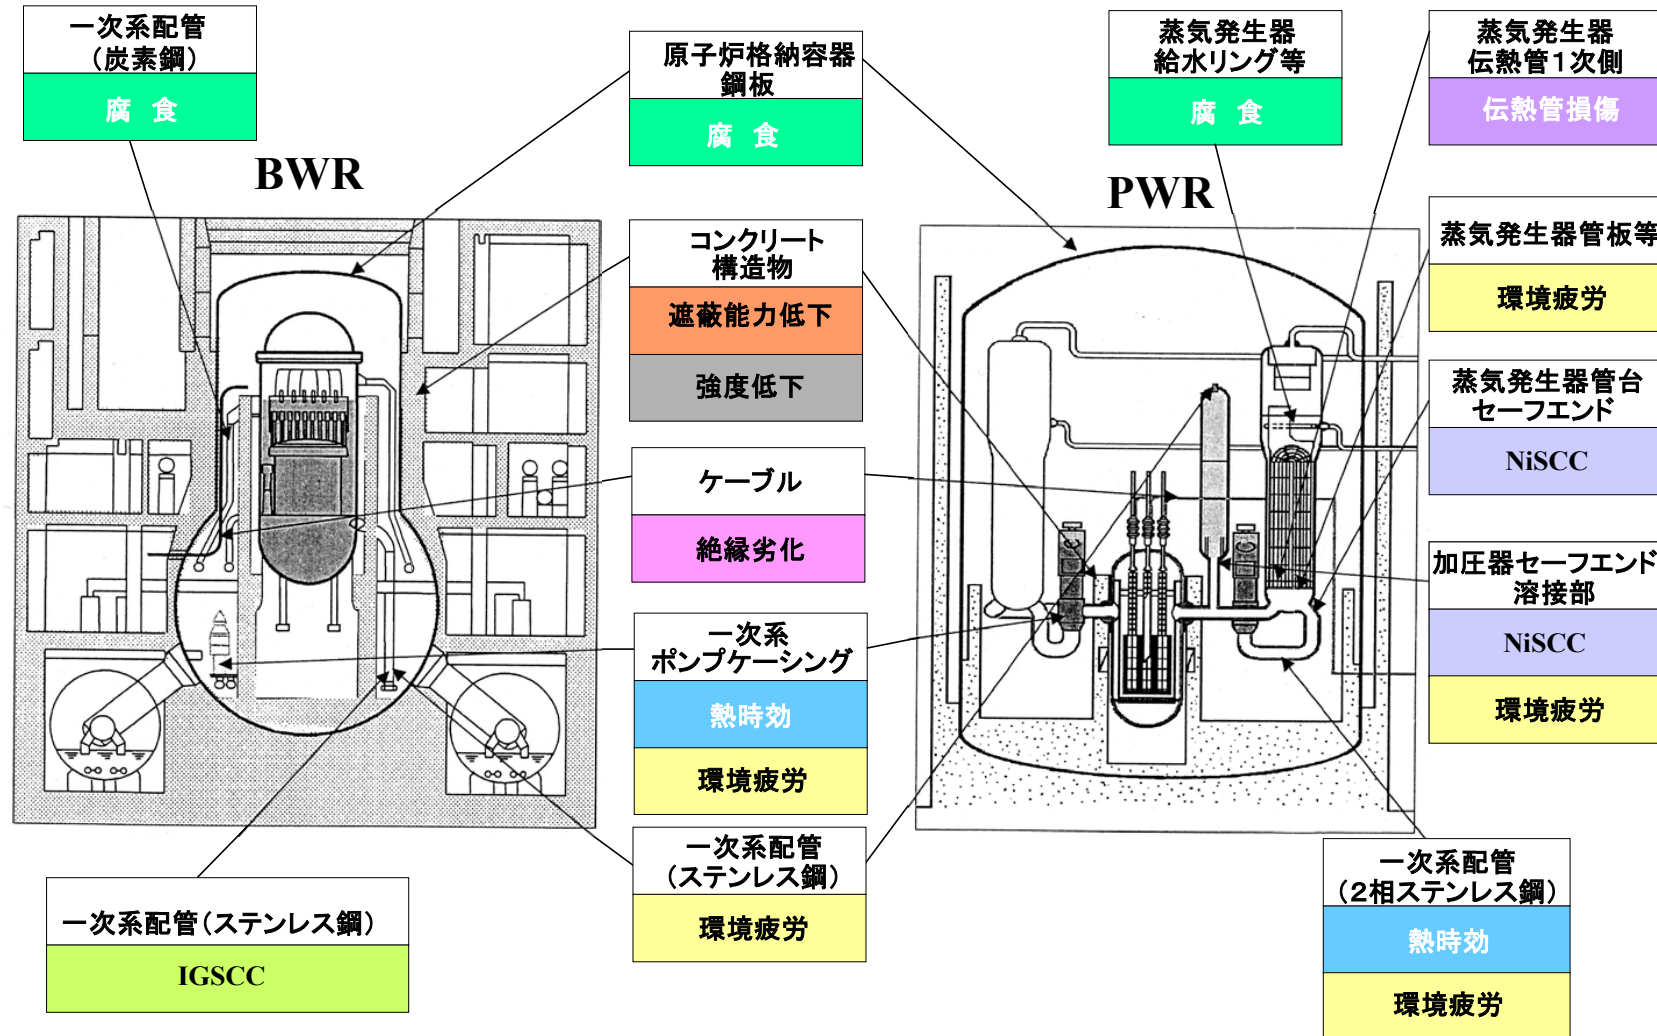 一次系配管
(炭素鋼)
腐 食
BWR
原子炉格納容器
鋼板
腐 食
コンクリート
構造物
遮蔽能力低下
強度低下
ケーブル
絶縁劣化
一次系
ポンプケーシング
熱時効
環境疲労
一次系配管
(ステンレス鋼)
環境疲労
一次系配管(ステンレス鋼)
IGSCC
PWR
蒸気発生器
給水リング等
腐 食
蒸気発生器
伝熱管1次側
伝熱管損傷
蒸気発生器管板等
環境疲労
蒸気発生器管台
セーフエンド
NiSCC
加圧器セーフエンド
溶接部
NiSCC
環境疲労
一次系配管
(2相ステンレス鋼)
熱時効
環境疲労